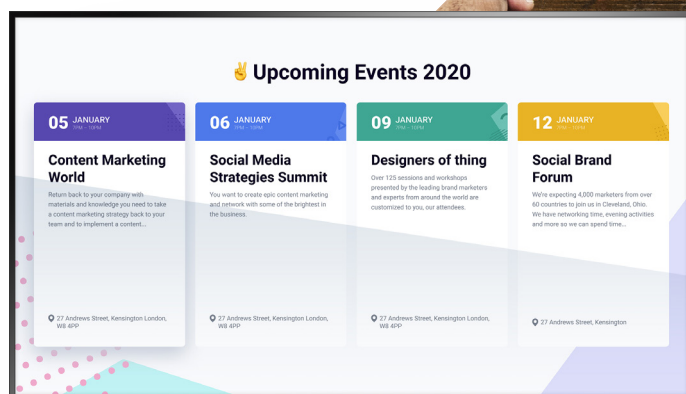 ✌️ Upcoming Events 2020
05 JANUARY
7PM - 10PM
Content Marketing
World
Return back to your company with
materials and knowledge you need to take
a content marketing strategy back to your
team and to implement a content...
27 Andrews Street, Kensington London,
W8 4PP
06 JANUARY
7PM - 10PM
Social Media
Strategies Summit
You want to create epic content marketing
and network with some of the brightest in
the business.
27 Andrews Street, Kensington London,
W8 4PP
09 JANUARY
7PM - 10PM
Designers of thing
Over 125 sessions and workshops
presented by the leading brand marketers
and experts from around the world are
customized to you, our attendees.
27 Andrews Street, Kensington London,
W8 4PP
12 JANUARY
7PM - 10PM
Social Brand
Forum
We're expecting 4,000 marketers from over
60 countries to join us in Cleveland, Ohio.
We have networking time, evening activities
and more so we can spend time...
27 Andrews Street, Kensington